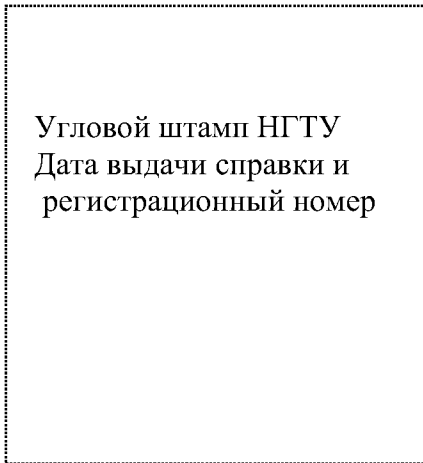 Угловой штамп НГТУ
Дата выдачи справки и
регистрационный номер